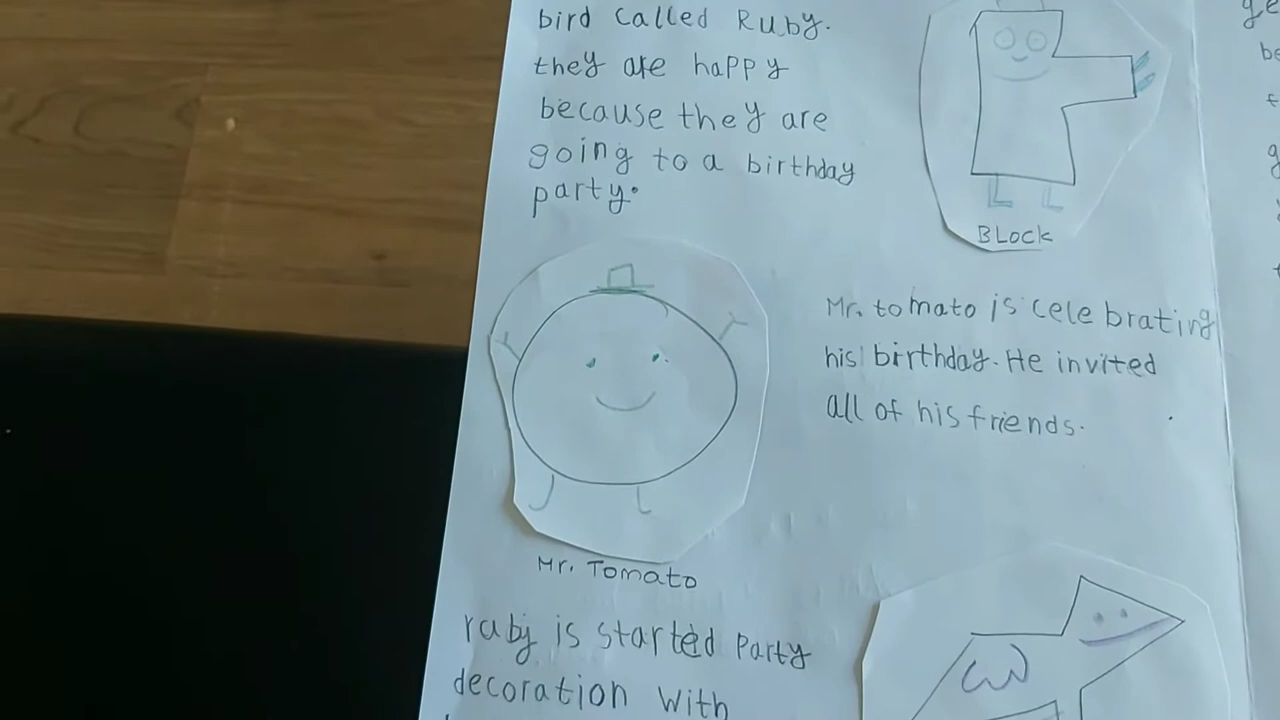 bird called Ruby.
they are happy
because they are
going to a birthday
party.
BLOCK
Mr. tomato is celebrating
his birthday. He invited
all of his friends.
Mr. Tomato
ruby is started Party
decoration with